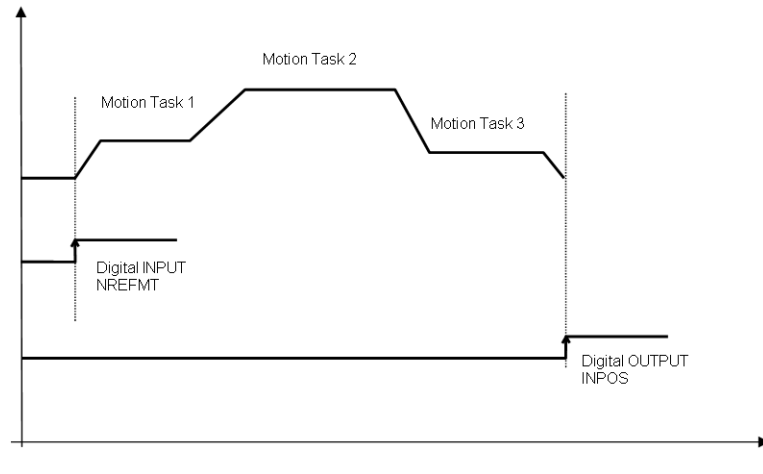 Motion Task 2
Motion Task 1
Motion Task 3
Digital INPUT
NREFMT
Digital OUTPUT
INPOS